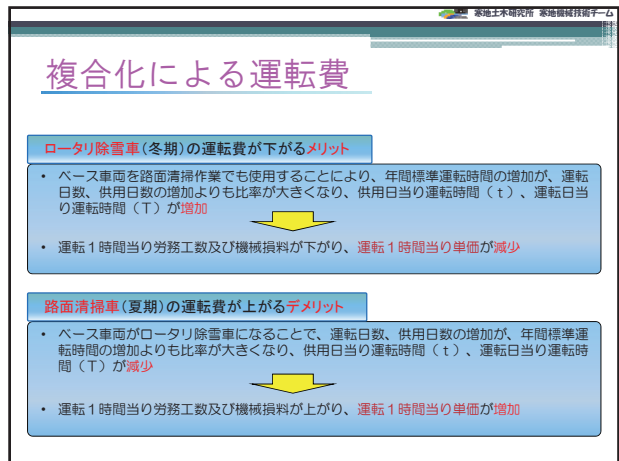 寒地土木研究所 寒地機械技術チーム
複合化による運転費
ロータリ除雪車(冬期)の運転費が下がるメリット
• ベース車両を路面清掃作業でも使用することにより、年間標準運転時間の増加が、運転
日数、供用日数の増加よりも比率が大きくなり、供用日当り運転時間（ｔ）、運転日当
り運転時間（Ｔ）が増加
• 運転１時間当り労務工数及び機械損料が下がり、運転１時間当り単価が減少
路面清掃車(夏期)の運転費が上がるデメリット
• ベース車両がロータリ除雪車になることで、運転日数、供用日数の増加が、年間標準運
転時間の増加よりも比率が大きくなり、供用日当り運転時間（ｔ）、運転日当り運転時
間（Ｔ）が減少
• 運転１時間当り労務工数及び機械損料が上がり、運転１時間当り単価が増加